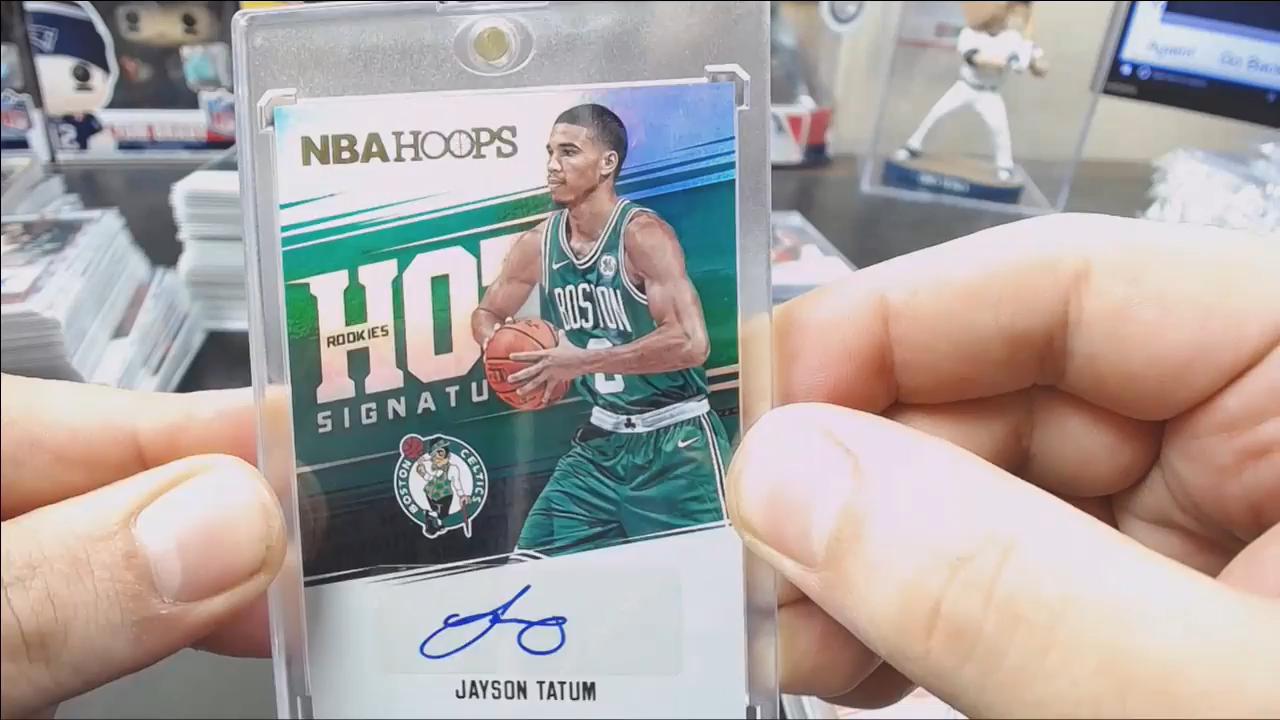 NBA HOOPS
HOT
ROOKIES
SIGNATU
BOSTON
BOSTON CELTICS
JAYSON TATUM